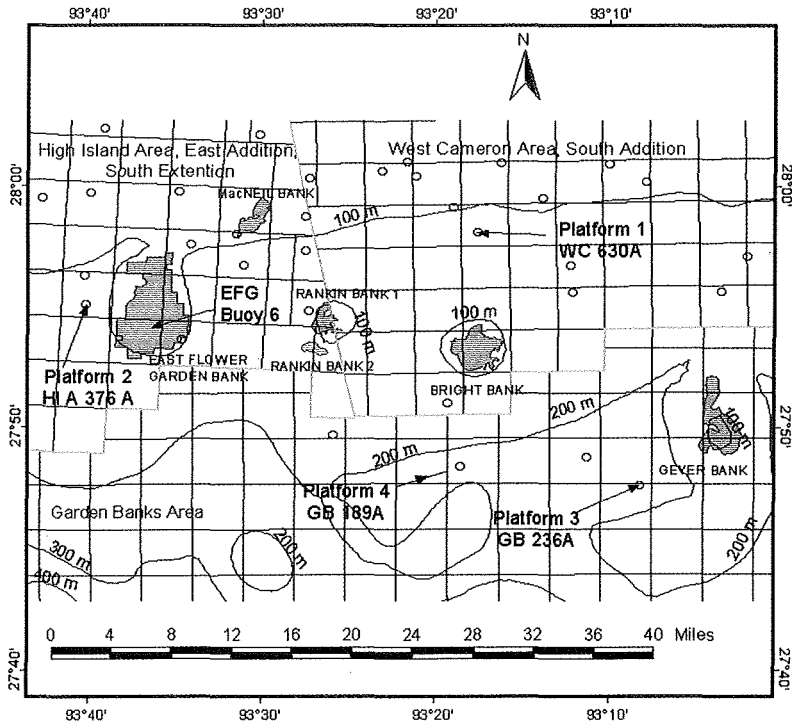 93°40' 93°30' 93°20' 93°10'
N
High Island Area, East Addition,
South Extention
West Cameron Area, South Addition
28°00'
28°00'
MacNEIL BANK
100 m
Platform 1
WC 630A
EFG
Buoy 6
RANKIN BANK 1
100 m
100 m
Platform 2
HI A 376 A
EAST FLOWER
GARDEN BANK
RANKIN BANK 2
BRIGHT BANK
27°50'
200 m
100 m
27°50'
200 m
GEYER BANK
Platform 4
GB 189A
Platform 3
GB 236A
Garden Banks Area
200 m
200 m
300 m
400 m
0 4 8 12 16 20 24 28 32 36 40 Miles
27°40'
27°40'
93°40' 93°30' 93°20' 93°10'